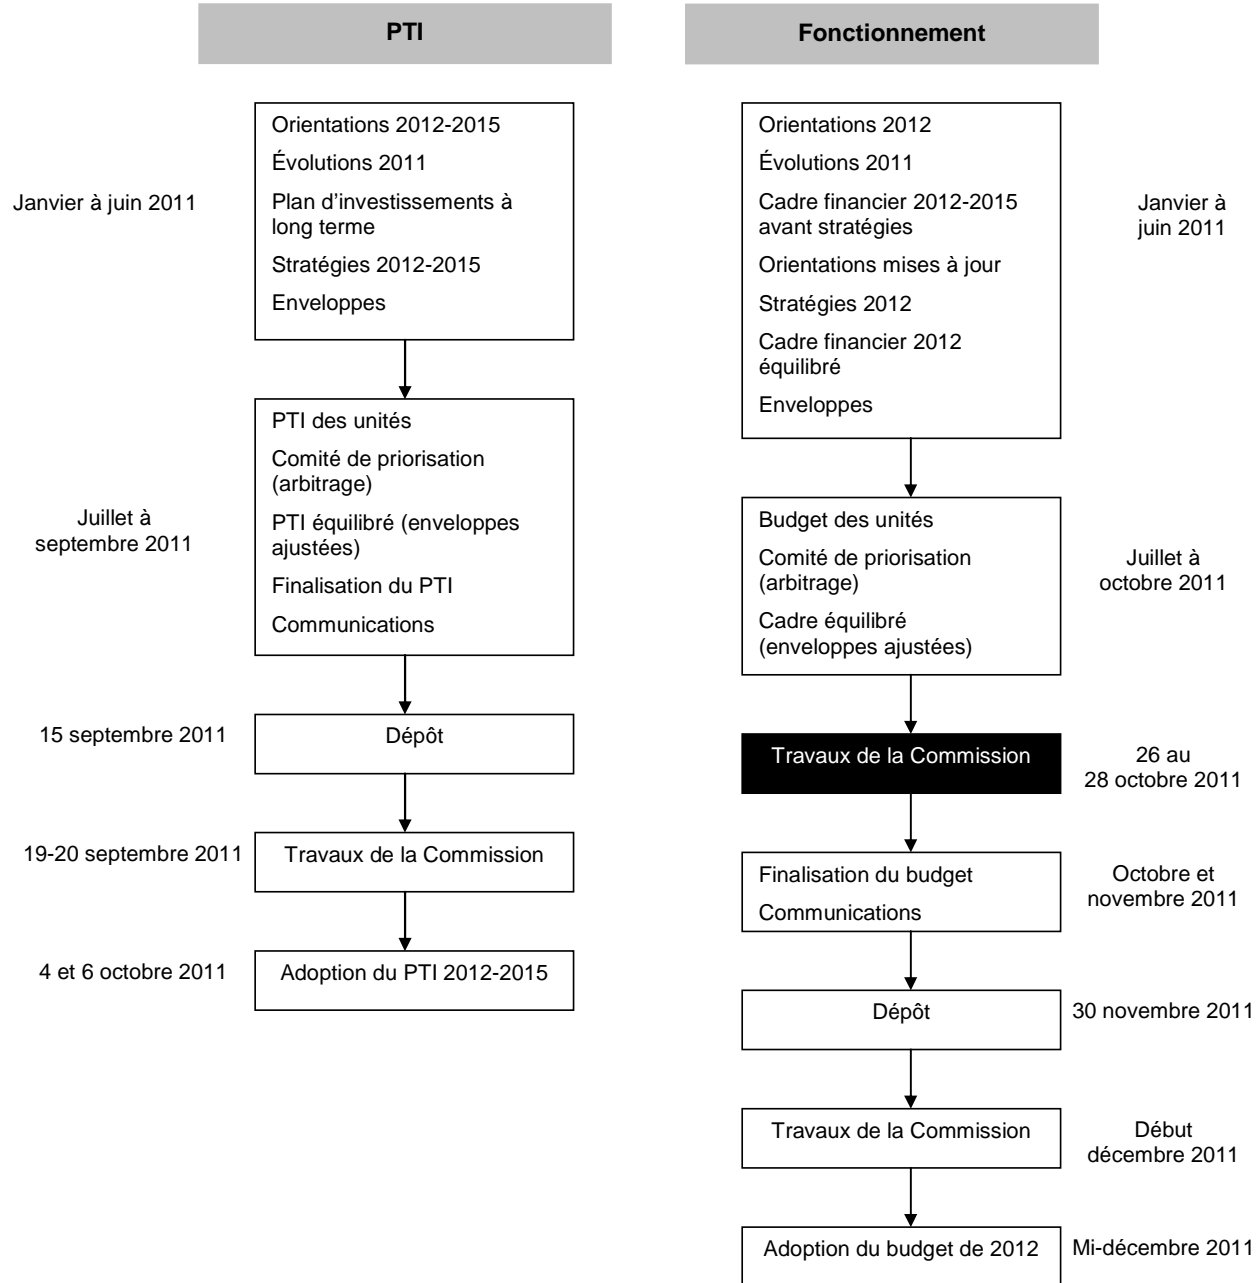 PTI
Janvier à juin 2011
Orientations 2012-2015
Évolutions 2011
Plan d’investissements à
long terme
Stratégies 2012-2015
Enveloppes
Juillet à
septembre 2011
PTI des unités
Comité de priorisation
(arbitrage)
PTI équilibré (enveloppes
ajustées)
Finalisation du PTI
Communications
15 septembre 2011
Dépôt
19-20 septembre 2011
Travaux de la Commission
4 et 6 octobre 2011
Adoption du PTI 2012-2015
Fonctionnement
Orientations 2012
Évolutions 2011
Cadre financier 2012-2015
avant stratégies
Orientations mises à jour
Stratégies 2012
Cadre financier 2012
équilibré
Enveloppes
Janvier à
juin 2011
Budget des unités
Comité de priorisation
(arbitrage)
Cadre équilibré
(enveloppes ajustées)
Juillet à
octobre 2011
Travaux de la Commission
26 au
28 octobre 2011
Finalisation du budget
Communications
Octobre et
novembre 2011
Dépôt
30 novembre 2011
Travaux de la Commission
Début
décembre 2011
Adoption du budget de 2012
Mi-décembre 2011